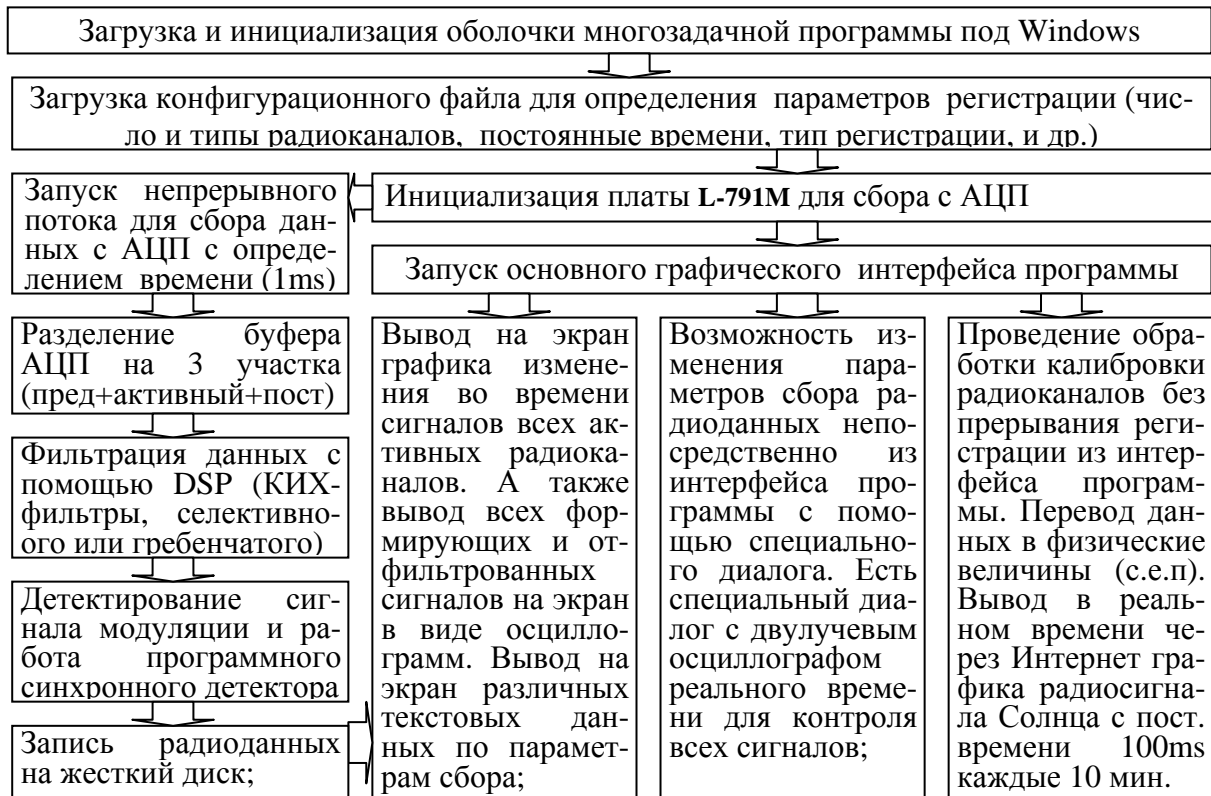 Загрузка и инициализация оболочки многозадачной программы под Windows
Загрузка конфигурационного файла для определения параметров регистрации (чис-
ло и типы радиоканалов, постоянные времени, тип регистрации, и др.)
Инициализация платы L-791M для сбора с АЦП
Запуск непрерывного
потока для сбора дан-
ных с АЦП с опреде-
лением времени (1ms)
Разделение буфера
АЦП на 3 участка
(пред+активный+пост)
Фильтрация данных с
помощью DSP (КИХ-
фильтры, селективно-
ого или гребенчатого)
Детектирование сиг-
нала модуляции и ра-
бота программного
синхронного детектора
Запись радиоданных
на жесткий диск;
Запуск основного графического интерфейса программы
Вывод на экран
графика изменe-
ния во времени
сигналов всех ак-
тивных радиока-
налов. А также
вывод всех фор-
мирующих и от-
фильтрованных
сигналов на экран
в виде осцилло-
грамм. Вывод на
экран различных
текстовых дан-
ных по парамет-
рам сбора;
Возможность из-
менения пара-
метров сбора ра-
диоданных непо-
средственно из
интерфейса про-
граммы с помо-
щью специально-
го диалога. Есть
специальный диа-
лог с двулучевым
осциллографом
реального време-
ни для контроля
всех сигналов;
Проведение обра-
ботки калибровки
радиоканалов без
прерывания реги-
страции из интер-
фейса програм-
мы. Перевод дан-
ных в физические
величины (с.е.п).
Вывод в реаль-
ном времени че-
рез Интернет гра-
фика радиосигна-
ла Солнца с пост.
времени 100ms
каждые 10 мин.